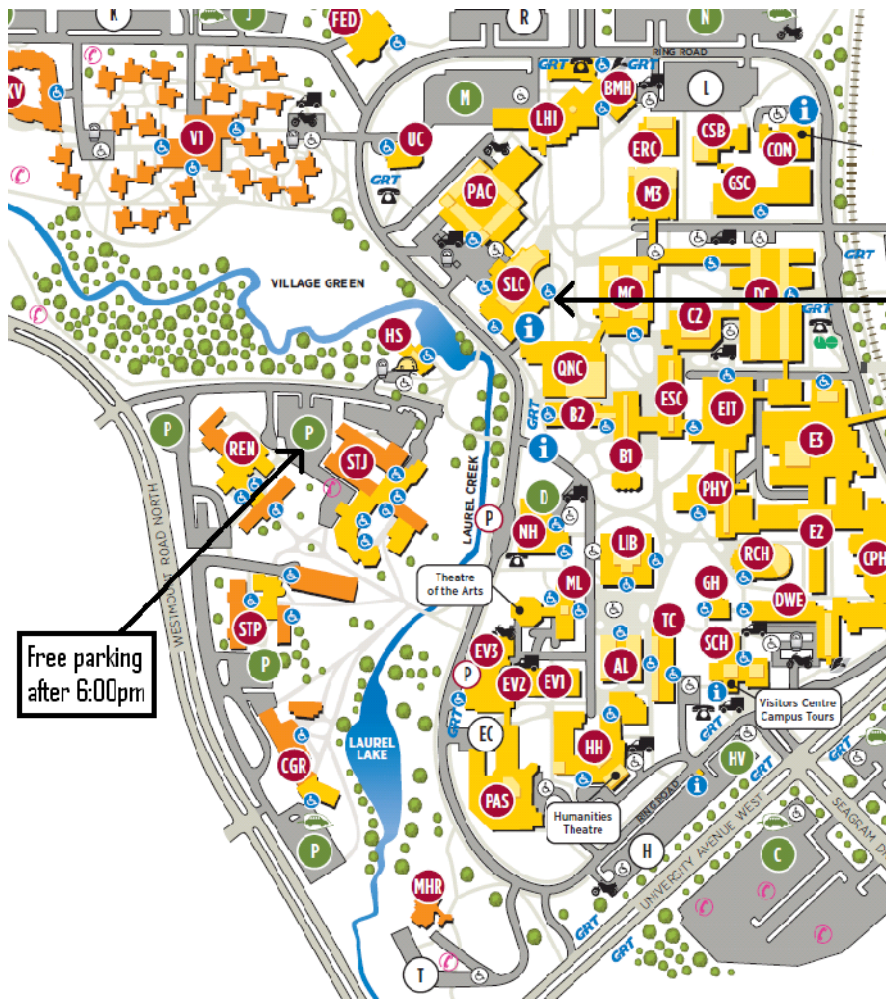 K
J
FED
R
N
RING ROAD
KV
V1
M
UC
GRT
LHI
GRT
BMH
GRT
L
i
ERC
CSB
CON
PAC
M3
GSC
VILLAGE GREEN
SLC
MC
DC
GRT
GRT
i
C2
HS
QNC
ESC
EIT
P
REN
P
STJ
GRT
B2
B1
E3
i
LAUREL CREEK
P
D
NH
PHY
E2
LIB
RCH
CPH
Theatre
of the Arts
ML
GH
DWE
WESTMOUNT ROAD NORTH
STP
P
TC
SCH
Free parking
after 6:00pm
EV3
P
EV2
EV1
AL
i
Visitors Centre
Campus Tours
GRT
EC
GRT
LAUREL
LAKE
CGR
HH
HV
GRT
GRT
PAS
RING ROAD
i
Humanities
Theatre
SEAGRAM D
P
H
UNIVERSITY AVENUE WEST
C
MHR
GRT
GRT
T